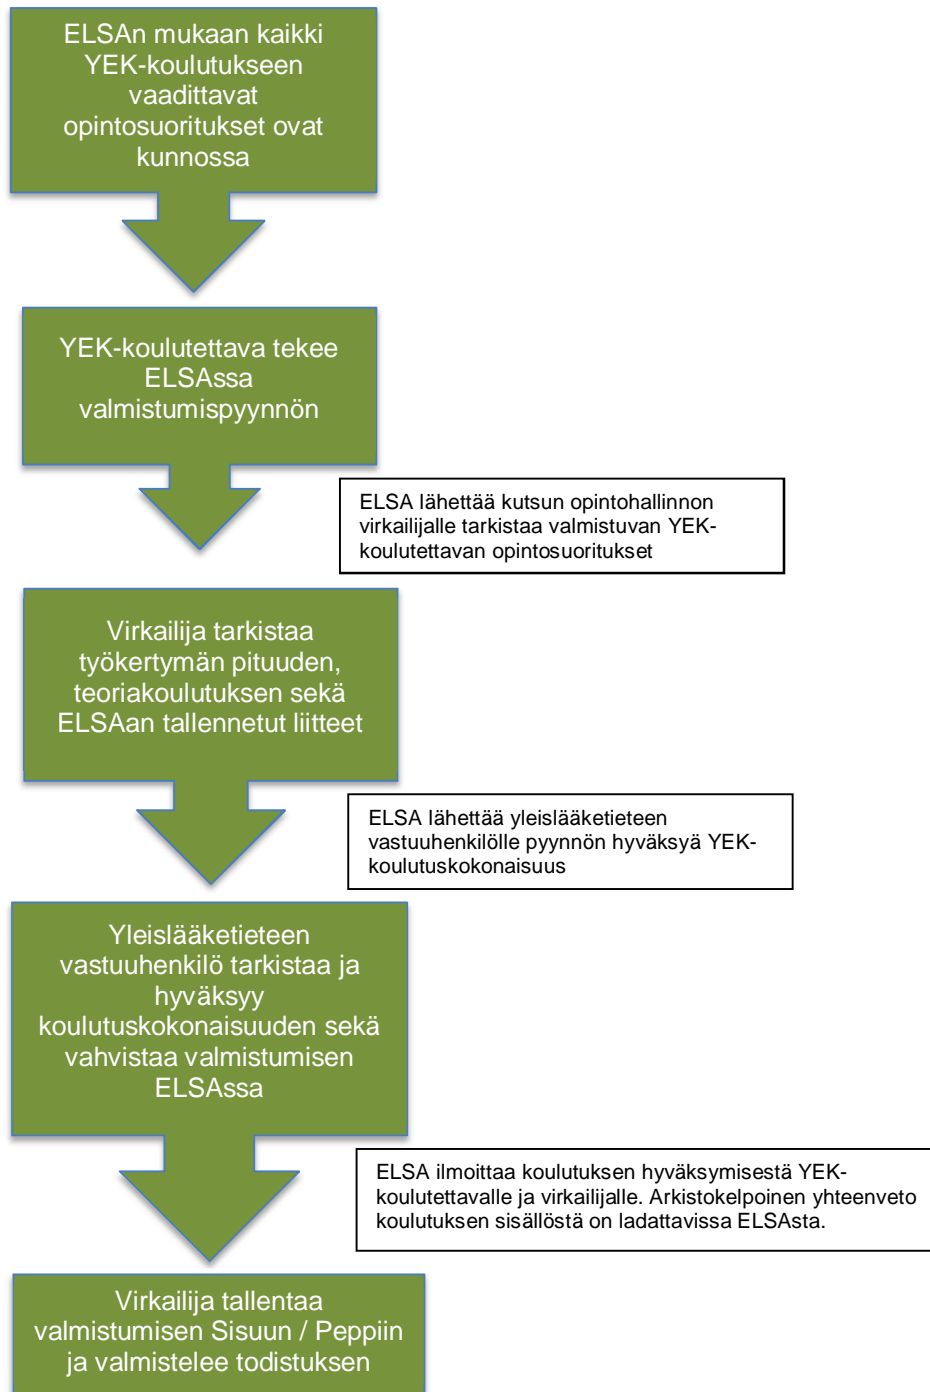 ELSAn mukaan kaikki
YEK-koulutukseen
vaadittavat
opintosuoritukset ovat
kunnossa
YEK-koulutettava tekee
ELSAssa
valmistumispyynnön
ELSA lähettää kutsun opintohallinnon
virkailijalle tarkistaa valmistuvan YEK-
koulutettavan opintosuoritukset
Virkailija tarkistaa
työkertymän pituuden,
teoriakoulutuksen sekä
ELSAan tallennetut liitteet
ELSA lähettää yleislääketieteen
vastuuhenkilölle pyynnön hyväksyä YEK-
koulutuskokonaisuus
Yleislääketieteen
vastuuhenkilö tarkistaa ja
hyväksyy
koulutuskokonaisuuden sekä
vahvistaa valmistumisen
ELSAssa
ELSA ilmoittaa koulutuksen hyväksymisestä YEK-
koulutettavalle ja virkailijalle. Arkistokelpoinen yhteenveto
koulutuksen sisällöstä on ladattavissa ELSAsta.
Virkailija tallentaa
valmistumisen Sisuun / Peppiin
ja valmistelee todistuksen